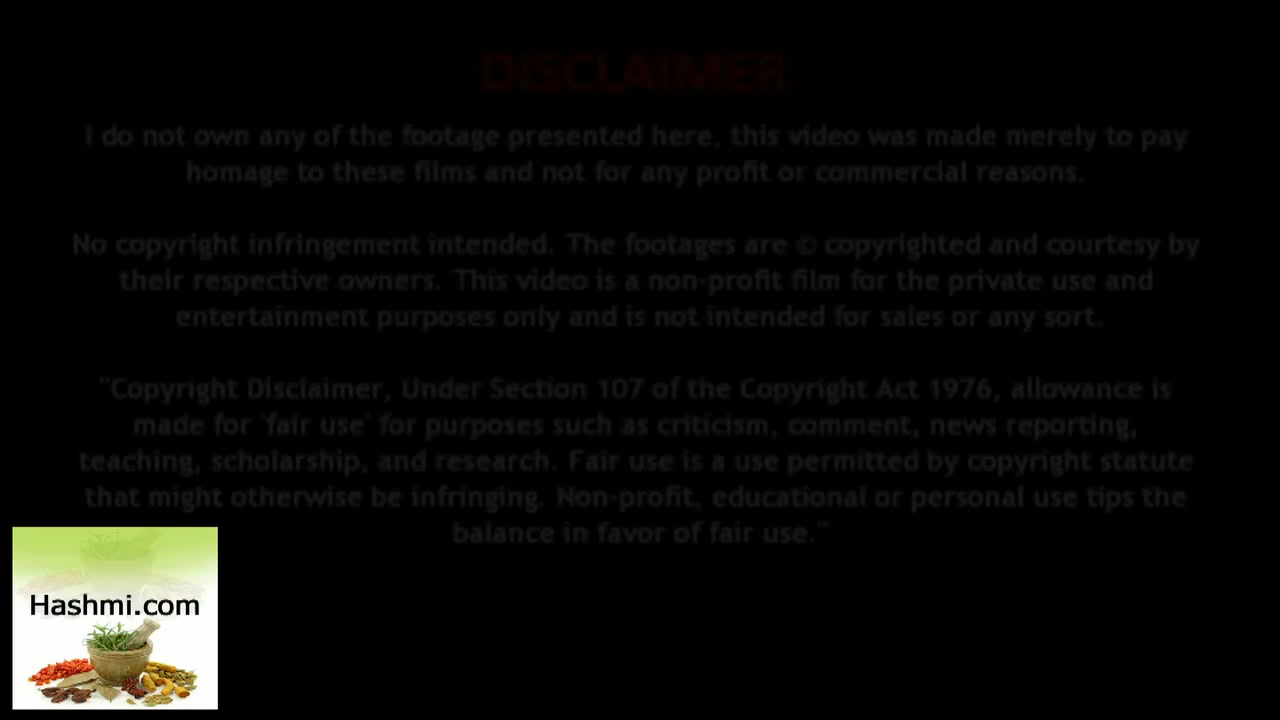 DISCLAIMER
I do not own any of the footage presented here, this video was made merely to pay
homage to these films and not for any profit or commercial reasons.
No copyright infringement intended. The footages are © copyrighted and courtesy by
their respective owners. This video is a non-profit film for the private use and
entertainment purposes only and is not intended for sales or any sort.
"Copyright Disclaimer, Under Section 107 of the Copyright Act 1976, allowance is
made for 'fair use' for purposes such as criticism, comment, news reporting,
teaching, scholarship, and research. Fair use is a use permitted by copyright statute
that might otherwise be infringing. Non-profit, educational or personal use tips the
balance in favor of fair use."
Hashmi.com